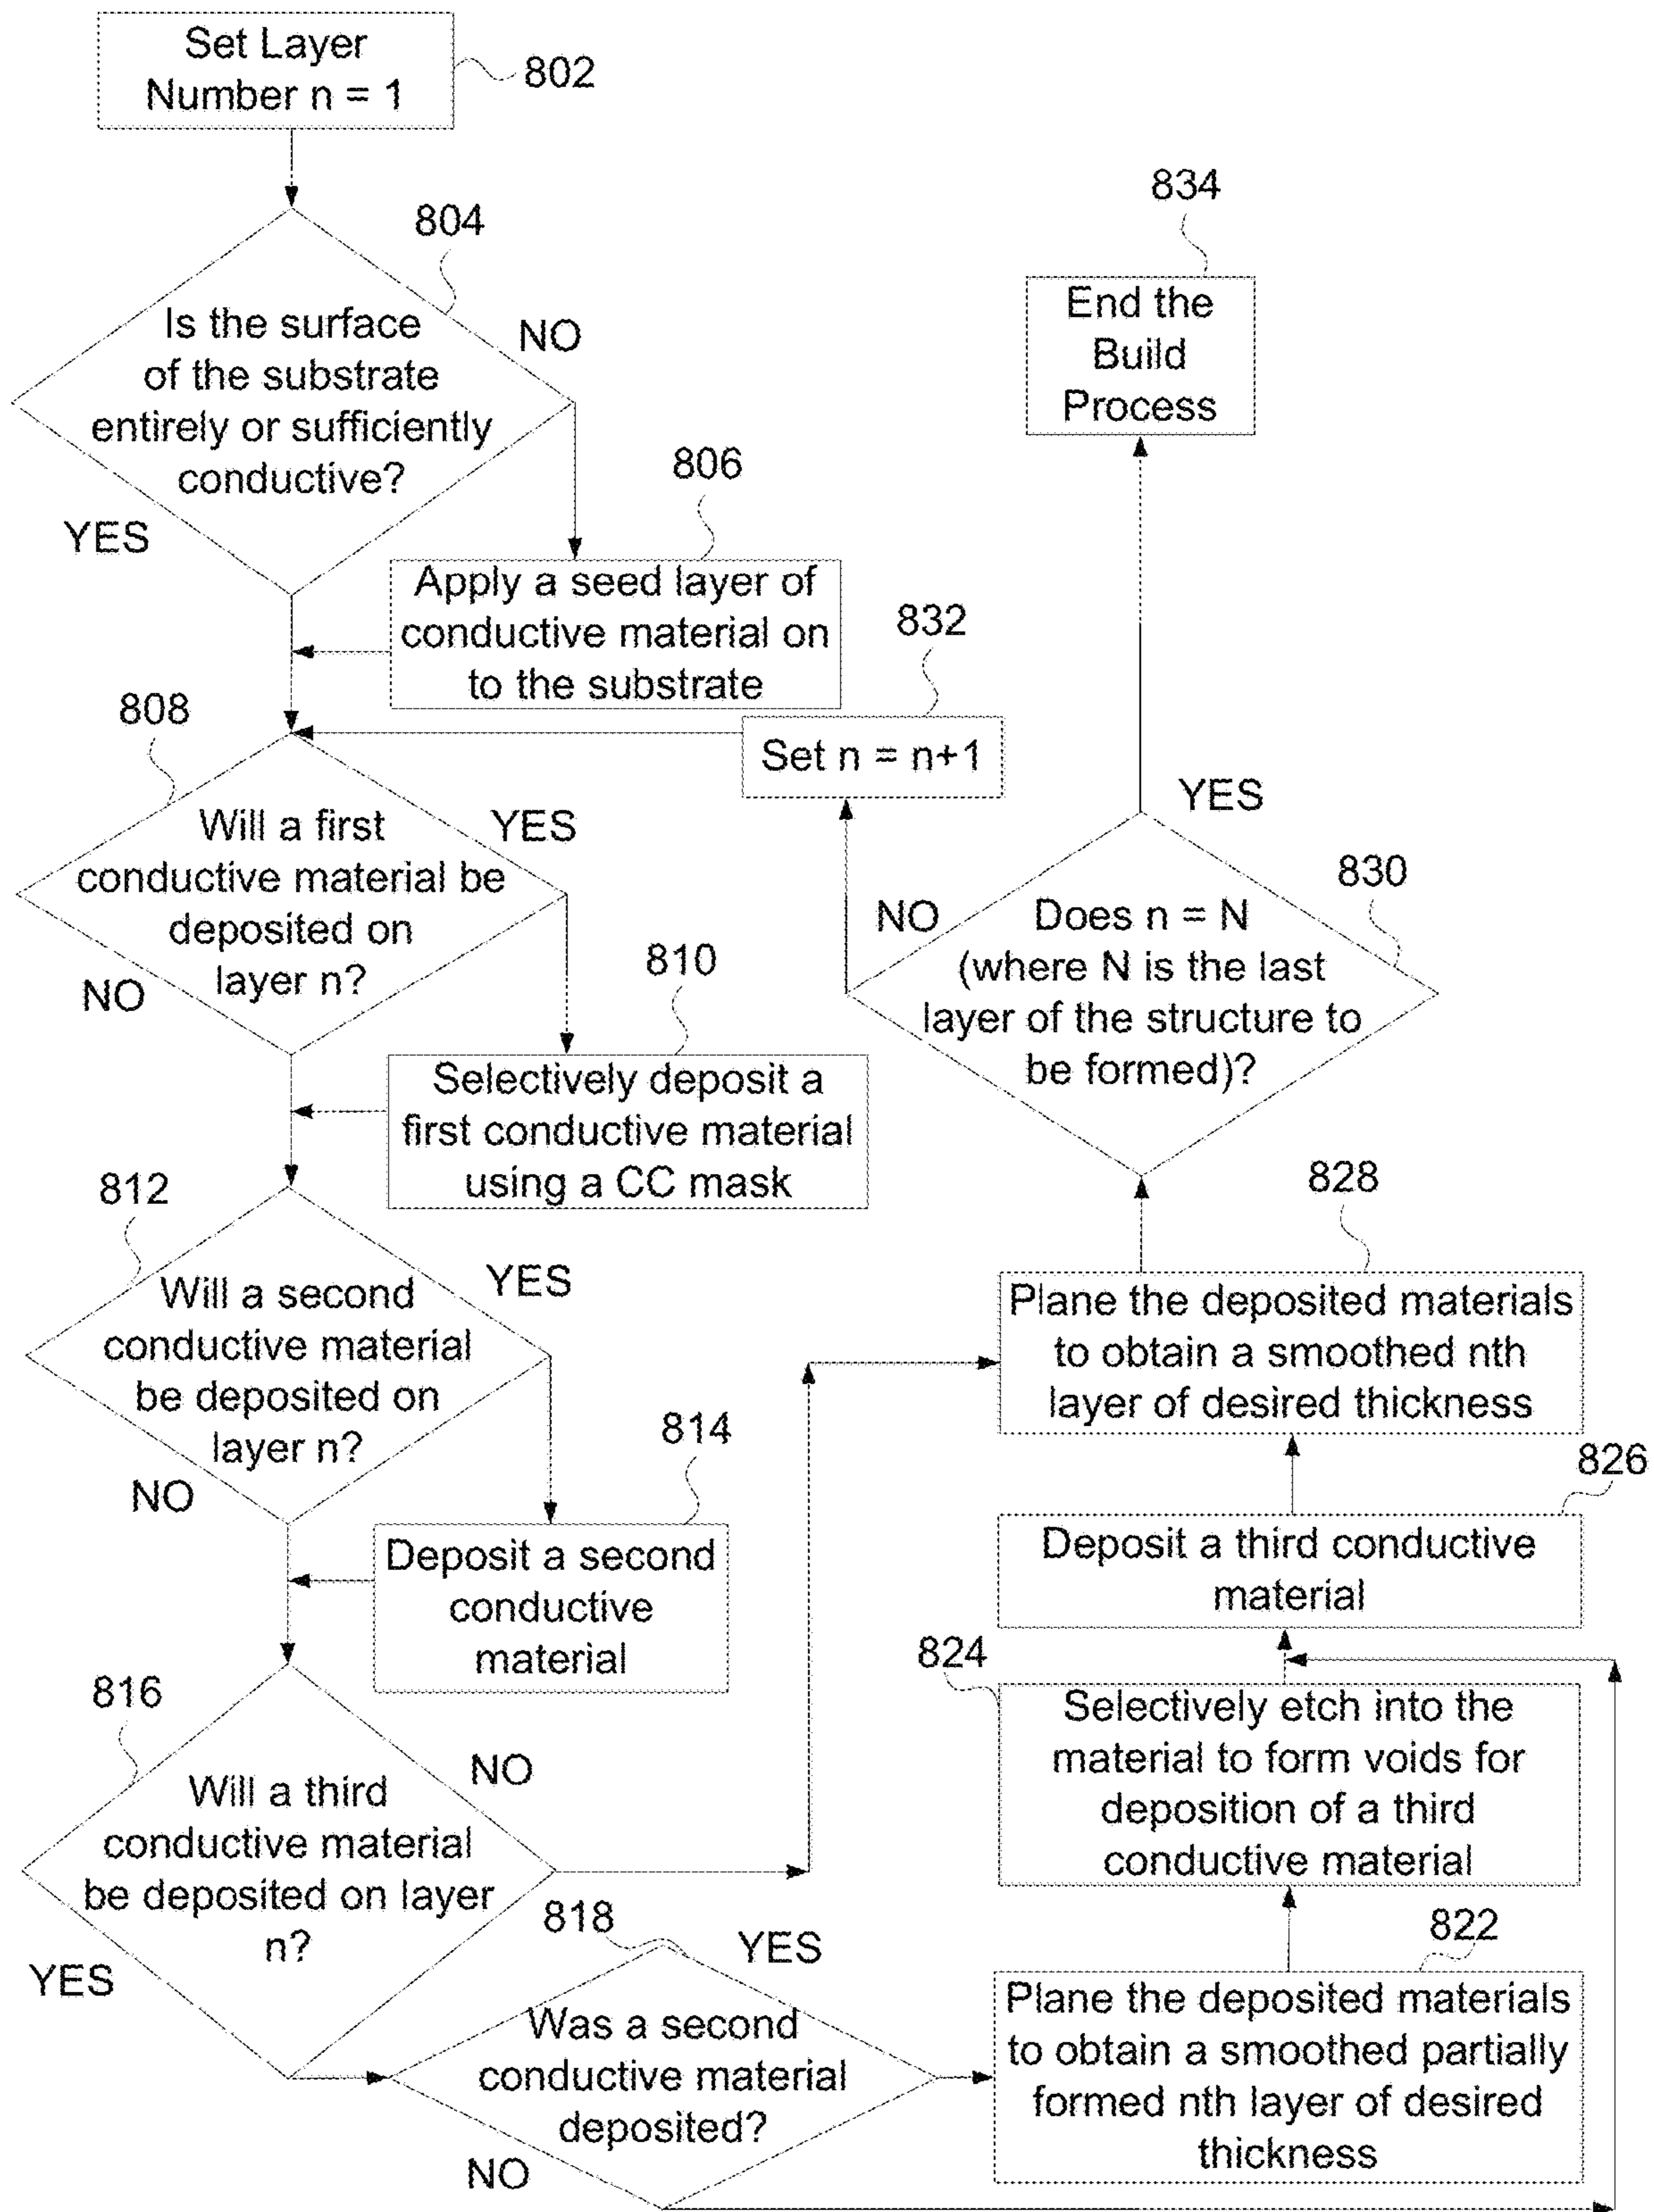 Set Layer
Number n = 1
802
804
Is the surface
of the substrate
entirely or sufficiently
conductive?
NO
YES
806
Apply a seed layer of
conductive material on
to the substrate
832
Set n = n+1
808
Will a first
conductive material be
deposited on
layer n?
YES
NO
810
Selectively deposit a
first conductive material
using a CC mask
812
Will a second
conductive material
be deposited on
layer n?
YES
NO
814
Deposit a second
conductive
material
816
Will a third
conductive material
be deposited on layer
n?
NO
YES
818
Was a second
conductive material
deposited?
YES
NO
822
Plane the deposited materials
to obtain a smoothed partially
formed nth layer of desired
thickness
824
Selectively etch into the
material to form voids for
deposition of a third
conductive material
826
Deposit a third conductive
material
828
Plane the deposited materials
to obtain a smoothed nth
layer of desired thickness
830
Does n = N
(where N is the last
layer of the structure to
be formed)?
NO
YES
834
End the
Build
Process